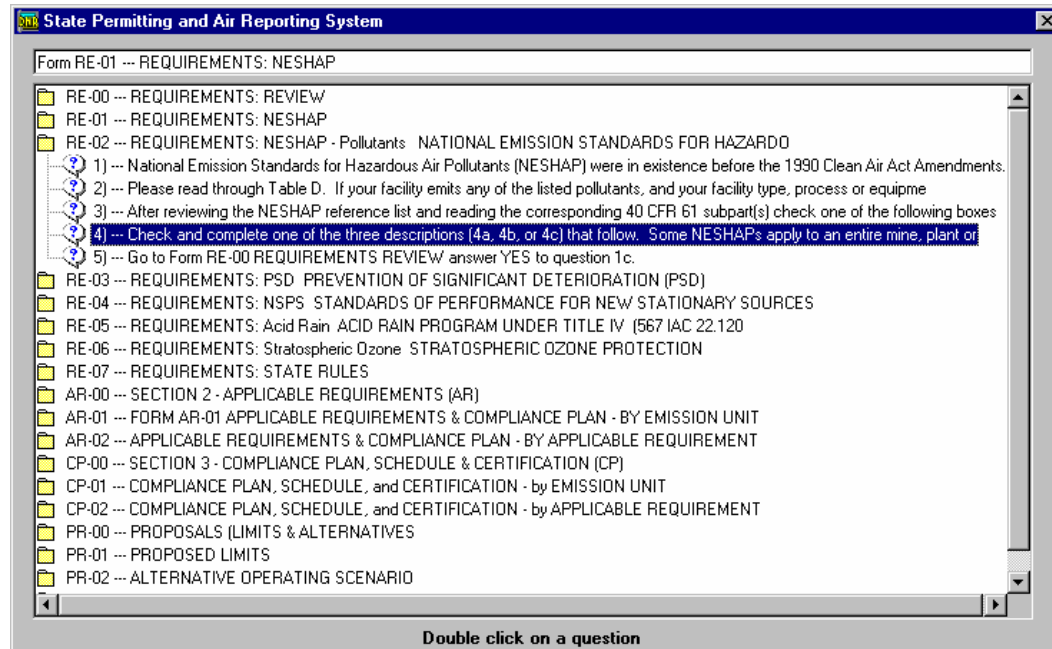 DNR State Permitting and Air Reporting System
Form RE-01 --- REQUIREMENTS: NESHAP
RE-00 --- REQUIREMENTS: REVIEW
RE-01 --- REQUIREMENTS: NESHAP
RE-02 --- REQUIREMENTS: NESHAP - Pollutants   NATIONAL EMISSION STANDARDS FOR HAZARDO
1) --- National Emission Standards for Hazardous Air Pollutants (NESHAP) were in existence before the 1990 Clean Air Act Amendments.
2) --- Please read through Table D.  If your facility emits any of the listed pollutants, and your facility type, process or equipme
3) --- After reviewing the NESHAP reference list and reading the corresponding 40 CFR 61 subpart(s) check one of the following boxes
4) --- Check and complete one of the three descriptions (4a, 4b, or 4c) that follow.  Some NESHAPs apply to an entire mine, plant or
5) --- Go to Form RE-00 REQUIREMENTS REVIEW answer YES to question 1c.
RE-03 --- REQUIREMENTS: PSD  PREVENTION OF SIGNIFICANT DETERIORATION (PSD)
RE-04 --- REQUIREMENTS: NSPS  STANDARDS OF PERFORMANCE FOR NEW STATIONARY SOURCES
RE-05 --- REQUIREMENTS: Acid Rain  ACID RAIN PROGRAM UNDER TITLE IV  (567 IAC 22.120
RE-06 --- REQUIREMENTS: Stratospheric Ozone  STRATOSPHERIC OZONE PROTECTION
RE-07 --- REQUIREMENTS: STATE RULES
AR-00 --- SECTION 2 - APPLICABLE REQUIREMENTS (AR)
AR-01 --- FORM AR-01 APPLICABLE REQUIREMENTS & COMPLIANCE PLAN - BY EMISSION UNIT
AR-02 --- APPLICABLE REQUIREMENTS & COMPLIANCE PLAN - BY APPLICABLE REQUIREMENT
CP-00 --- SECTION 3 - COMPLIANCE PLAN, SCHEDULE & CERTIFICATION (CP)
CP-01 --- COMPLIANCE PLAN, SCHEDULE, and CERTIFICATION - by EMISSION UNIT
CP-02 --- COMPLIANCE PLAN, SCHEDULE, and CERTIFICATION - by APPLICABLE REQUIREMENT
PR-00 --- PROPOSALS (LIMITS & ALTERNATIVES
PR-01 --- PROPOSED LIMITS
PR-02 --- ALTERNATIVE OPERATING SCENARIO
Double click on a question